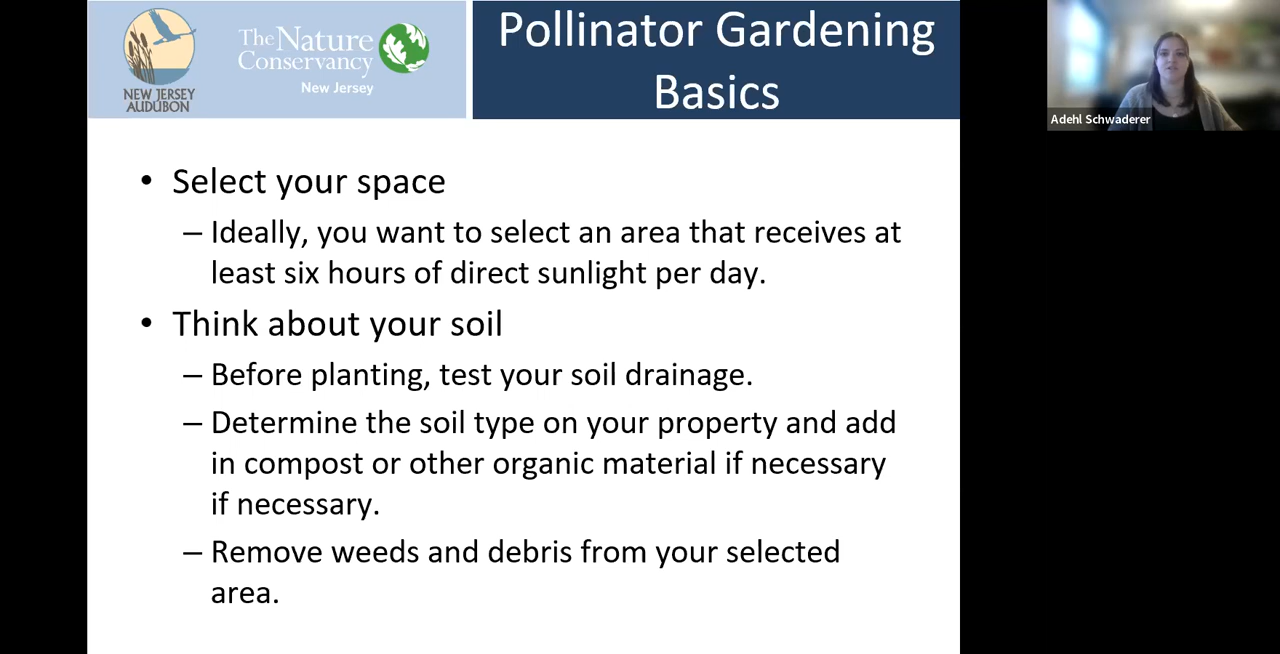 NEW JERSEY
AUDUBON
The Nature
Conservancy
New Jersey
Pollinator Gardening
Basics
Adehl Schwaderer
• Select your space
– Ideally, you want to select an area that receives at
least six hours of direct sunlight per day.
• Think about your soil
– Before planting, test your soil drainage.
– Determine the soil type on your property and add
in compost or other organic material if necessary
if necessary.
– Remove weeds and debris from your selected
area.